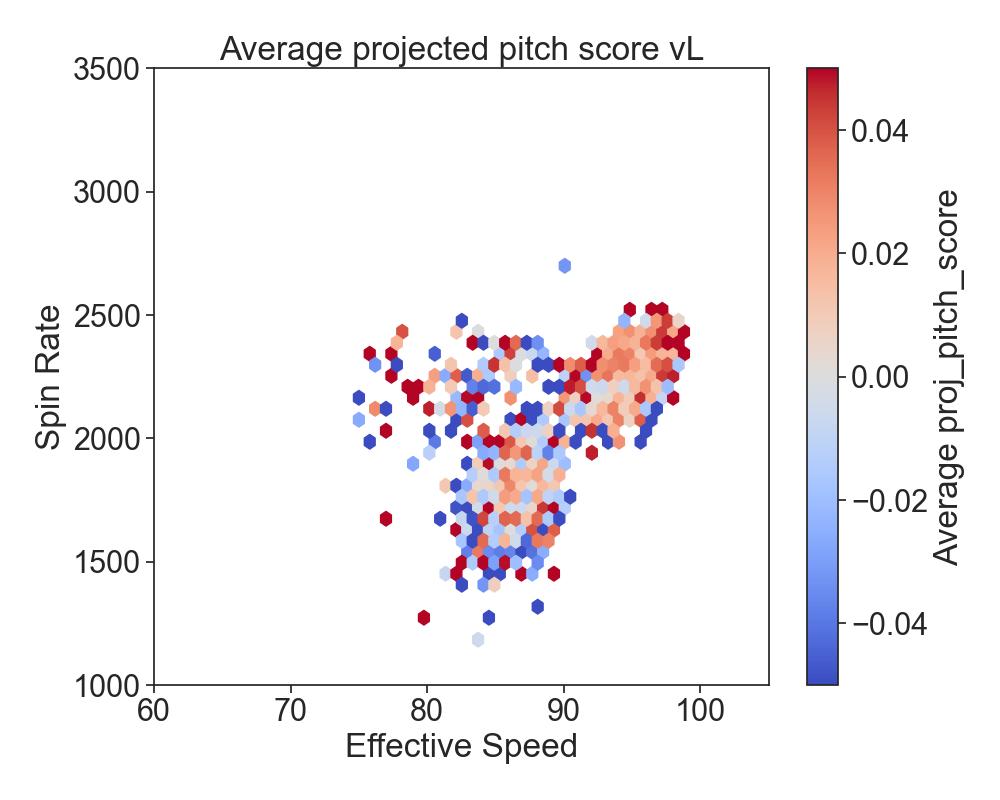 Average projected pitch score vL
3500
3000
2500
2000
1500
1000
Spin Rate
60 70 80 90 100
Effective Speed
0.04
0.02
0.00
−0.02
−0.04
Average proj_pitch_score